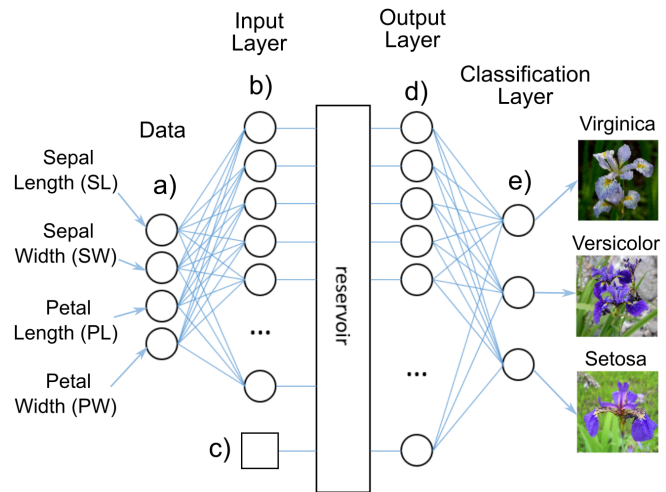 Input
Layer
Output
Layer
Classification
Layer
Data
b)
d)
Virginica
Sepal
Length (SL)
a)
e)
Sepal
Width (SW)
Versicolor
reservoir
Petal
Length (PL)
...
...
Setosa
Petal
Width (PW)
c)